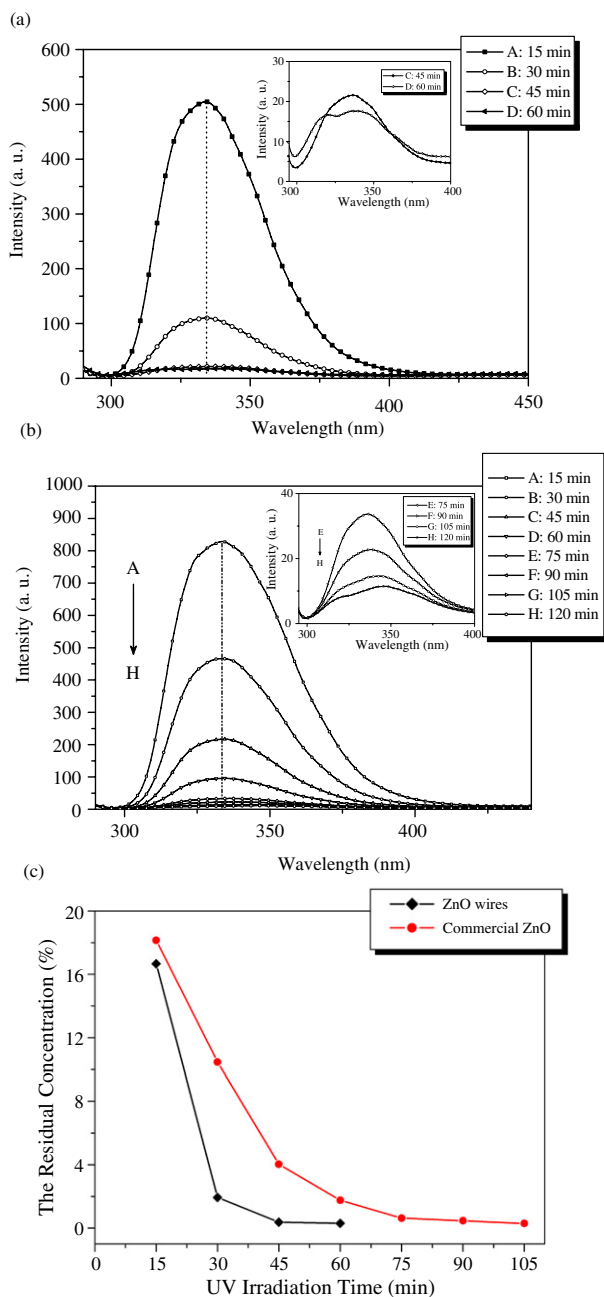 (a)
600
500
400
300
200
100
0
Intensity (a. u.)
300 350 400 450
Wavelength (nm)
A: 15 min
B: 30 min
C: 45 min
D: 60 min
30
25
20
15
10
5
0
Intensity (a. u.)
300 350 400
Wavelength (nm)
C: 45 min
D: 60 min
(b)
1000
900
800
700
600
500
400
300
200
100
0
Intensity (a. u.)
A
H
300 350 400
Wavelength (nm)
A: 15 min
B: 30 min
C: 45 min
D: 60 min
E: 75 min
F: 90 min
G: 105 min
H: 120 min
40
20
0
Intensity (a. u.)
E
H
300 350 400
Wavelength (nm)
E: 75 min
F: 90 min
G: 105 min
H: 120 min
(c)
20
16
12
8
4
0
The Residual Concentration (%)
0 15 30 45 60 75 90 105
UV Irradiation Time (min)
ZnO wires
Commercial ZnO